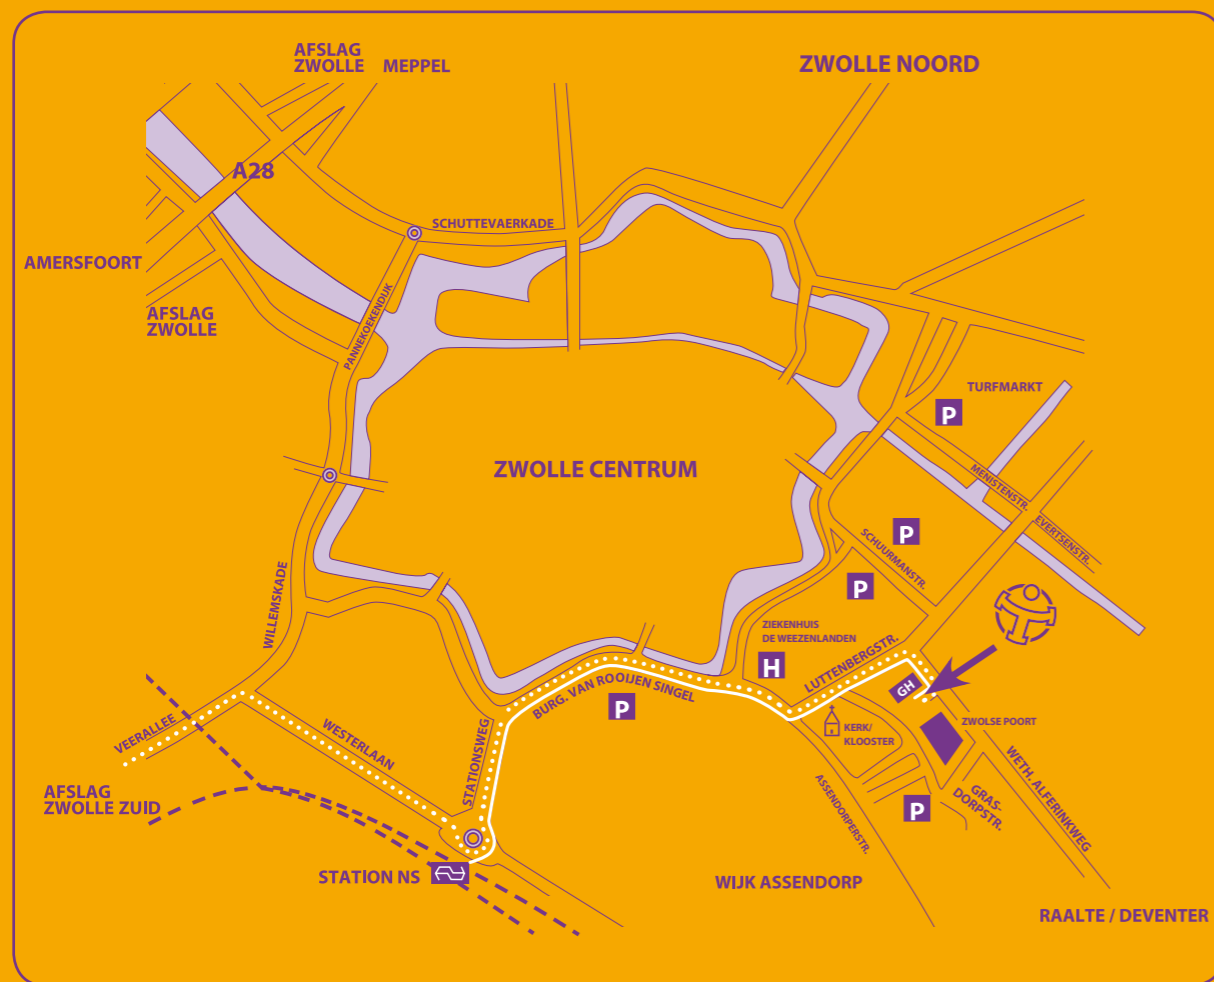 AFSLAG
ZWOLLE MEPPEL
ZWOLLE NOORD
A28
SCHUTTEVAERKADE
AMERSFOORT
AFSLAG
ZWOLLE
PANNEKOEKENDIJK
TURFMARKT
P
ZWOLLE CENTRUM
MENISTENSTR.
EVERTSENSTR.
P
SCHUURMANSTR.
P
WILLEMSKADE
ZIEKENHUIS
DE WEEZENLANDEN
H
LUTTENBERGSTR.
GH
BURG. VAN ROOIJEN SINGEL
P
KERK/
KLOOSTER
ZWOLSE POORT
VEERALLEE
WESTERLAAN
STATIONSWEG
ASSENDORPERSTR.
WETH. ALFERINKWEG
GRAS-
DORPSTR.
P
AFSLAG
ZWOLLE ZUID
STATION NS
WIJK ASSENDORP
RAALTE / DEVENTER